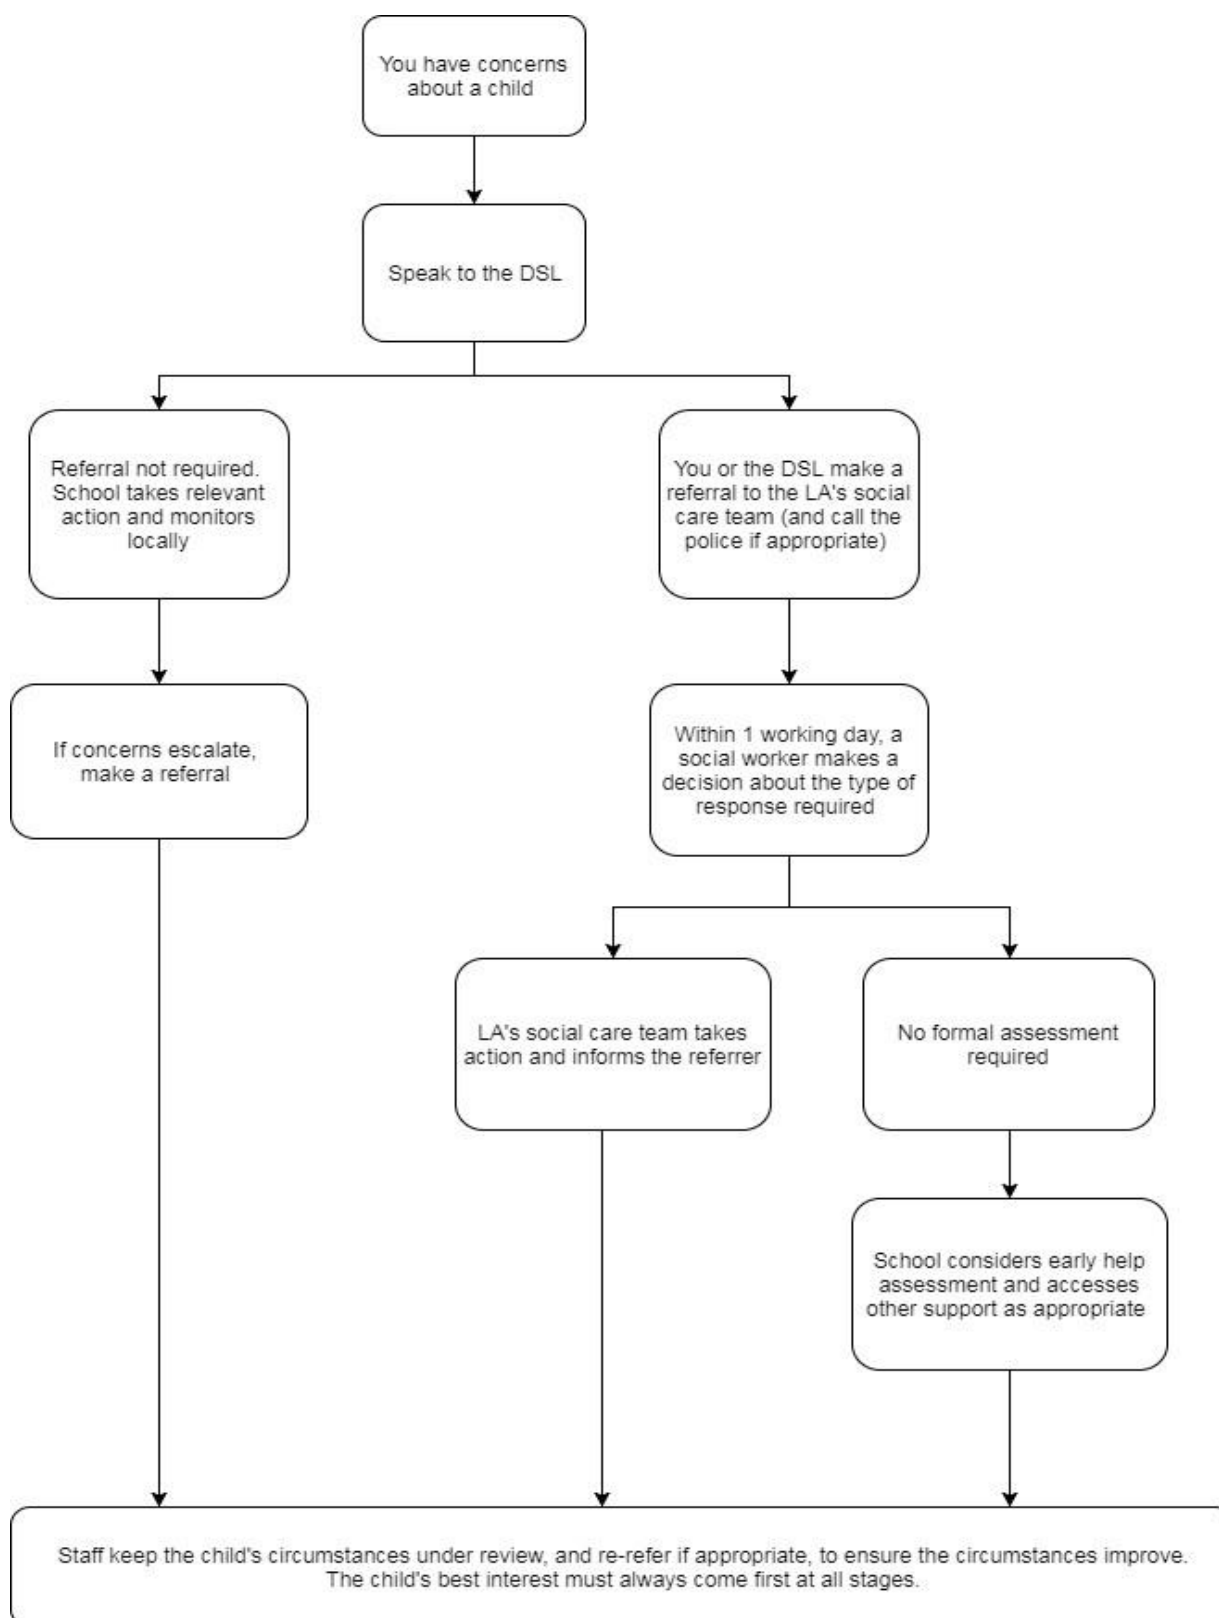 You have concerns
about a child
Speak to the DSL
Referral not required.
School takes relevant
action and monitors
locally
You or the DSL make a
referral to the LA's social
care team (and call the
police if appropriate)
If concerns escalate,
make a referral
Within 1 working day, a
social worker makes a
decision about the type of
response required
LA's social care team takes
action and informs the referrer
No formal assessment
required
School considers early help
assessment and accesses
other support as appropriate
Staff keep the child's circumstances under review, and re-refer if appropriate, to ensure the circumstances improve.
The child's best interest must always come first at all stages.